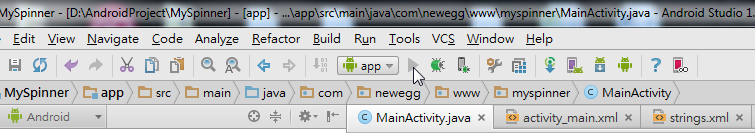 MySpinner - [D:\AndroidProject\MySpinner] - [app] - ...\app\src\main\java\com\newegg\www\myspinner\MainActivity.java - Android Studio 1.
Edit View Navigate Code Analyze Refactor Build Run Tools VCS Window Help
app
MySpinner app src main java com newegg www myspinner MainActivity
Android MainActivity.java activity_main.xml strings.xml